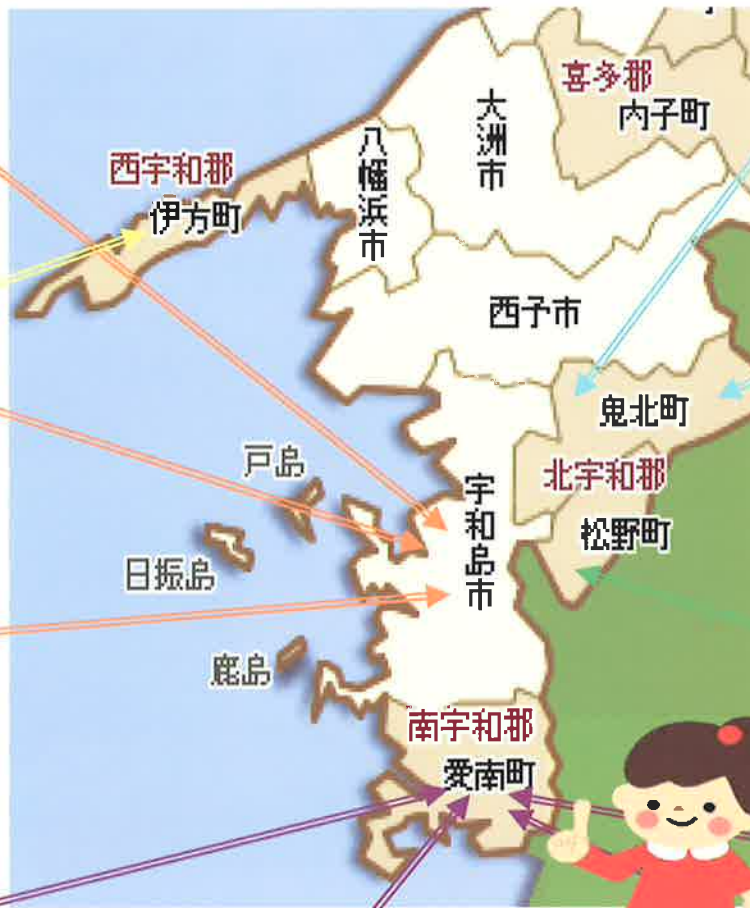 喜多郡
内子町
大洲市
八幡浜市
西宇和郡
伊方町
西予市
鬼北町
戸島
北宇和郡
宇和島市
松野町
日振島
鹿島
南宇和郡
愛南町